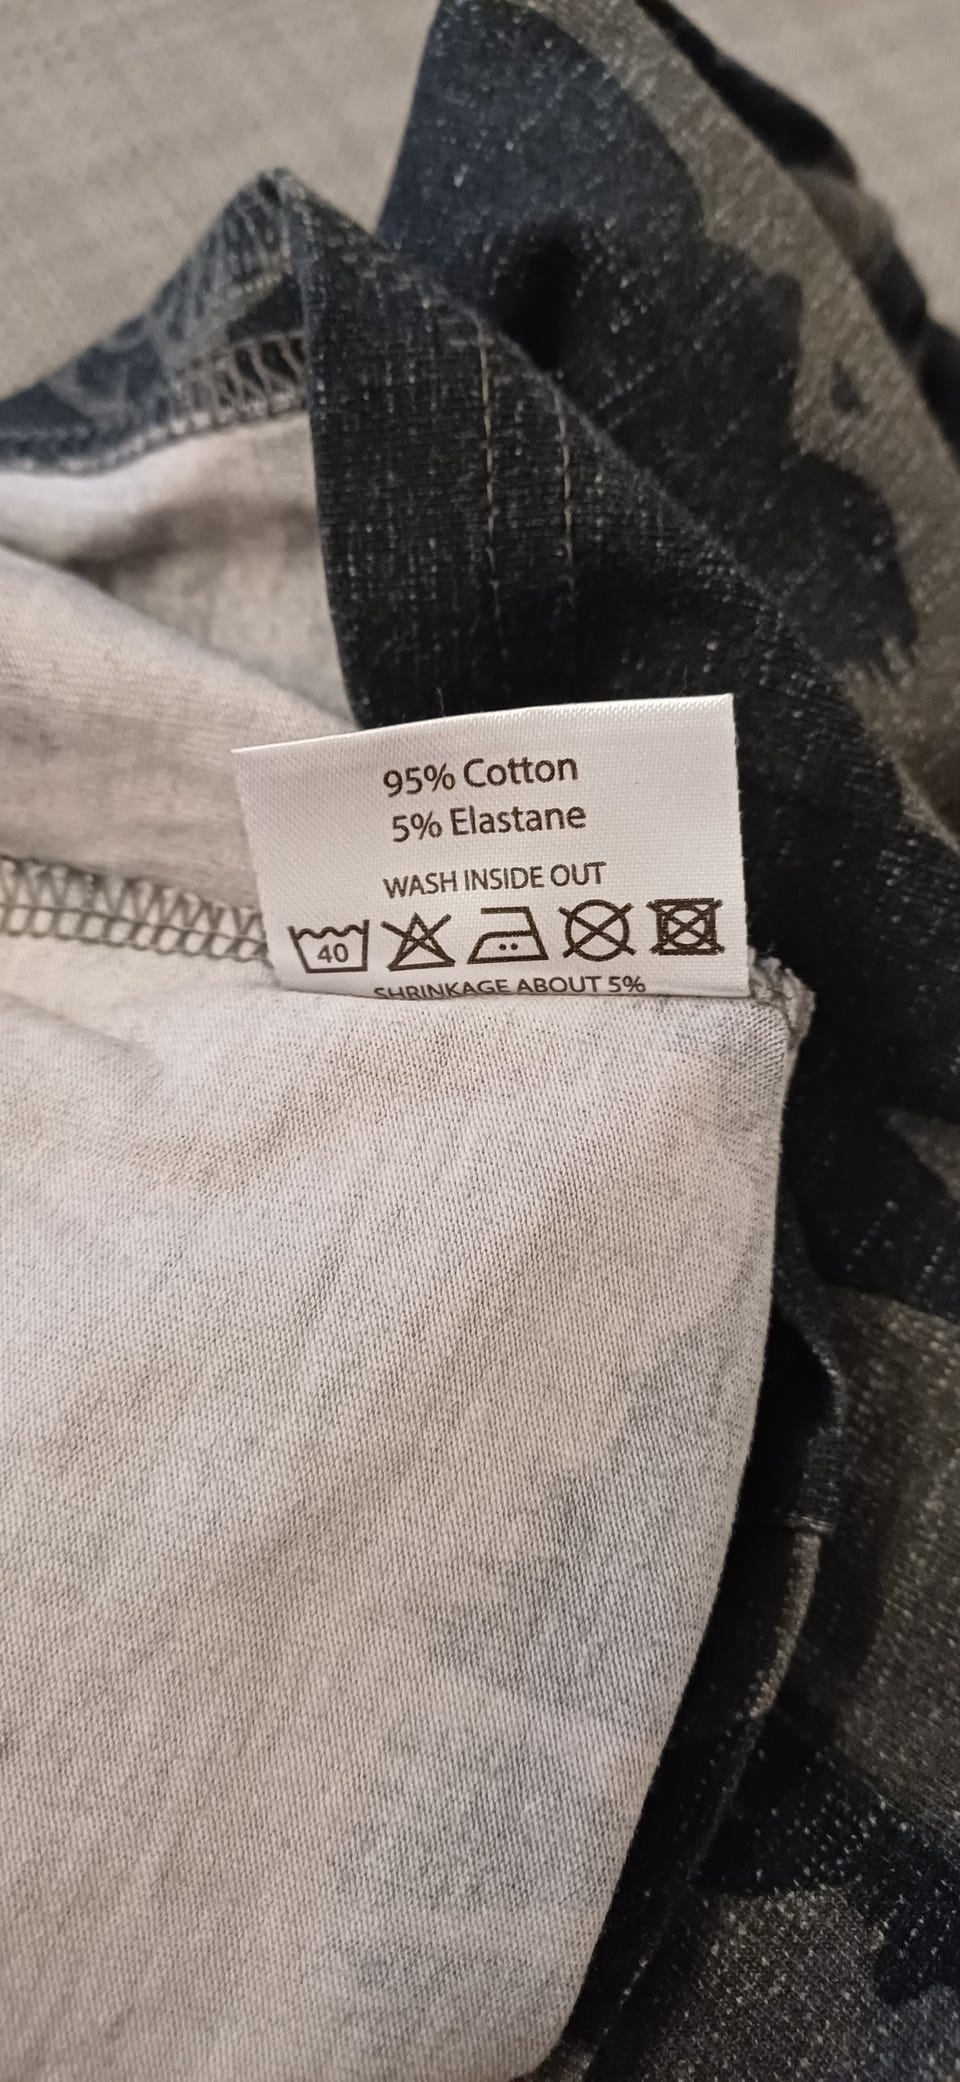 95% Cotton
5% Elastane
WASH INSIDE OUT
40
SHRINKAGE ABOUT 5%